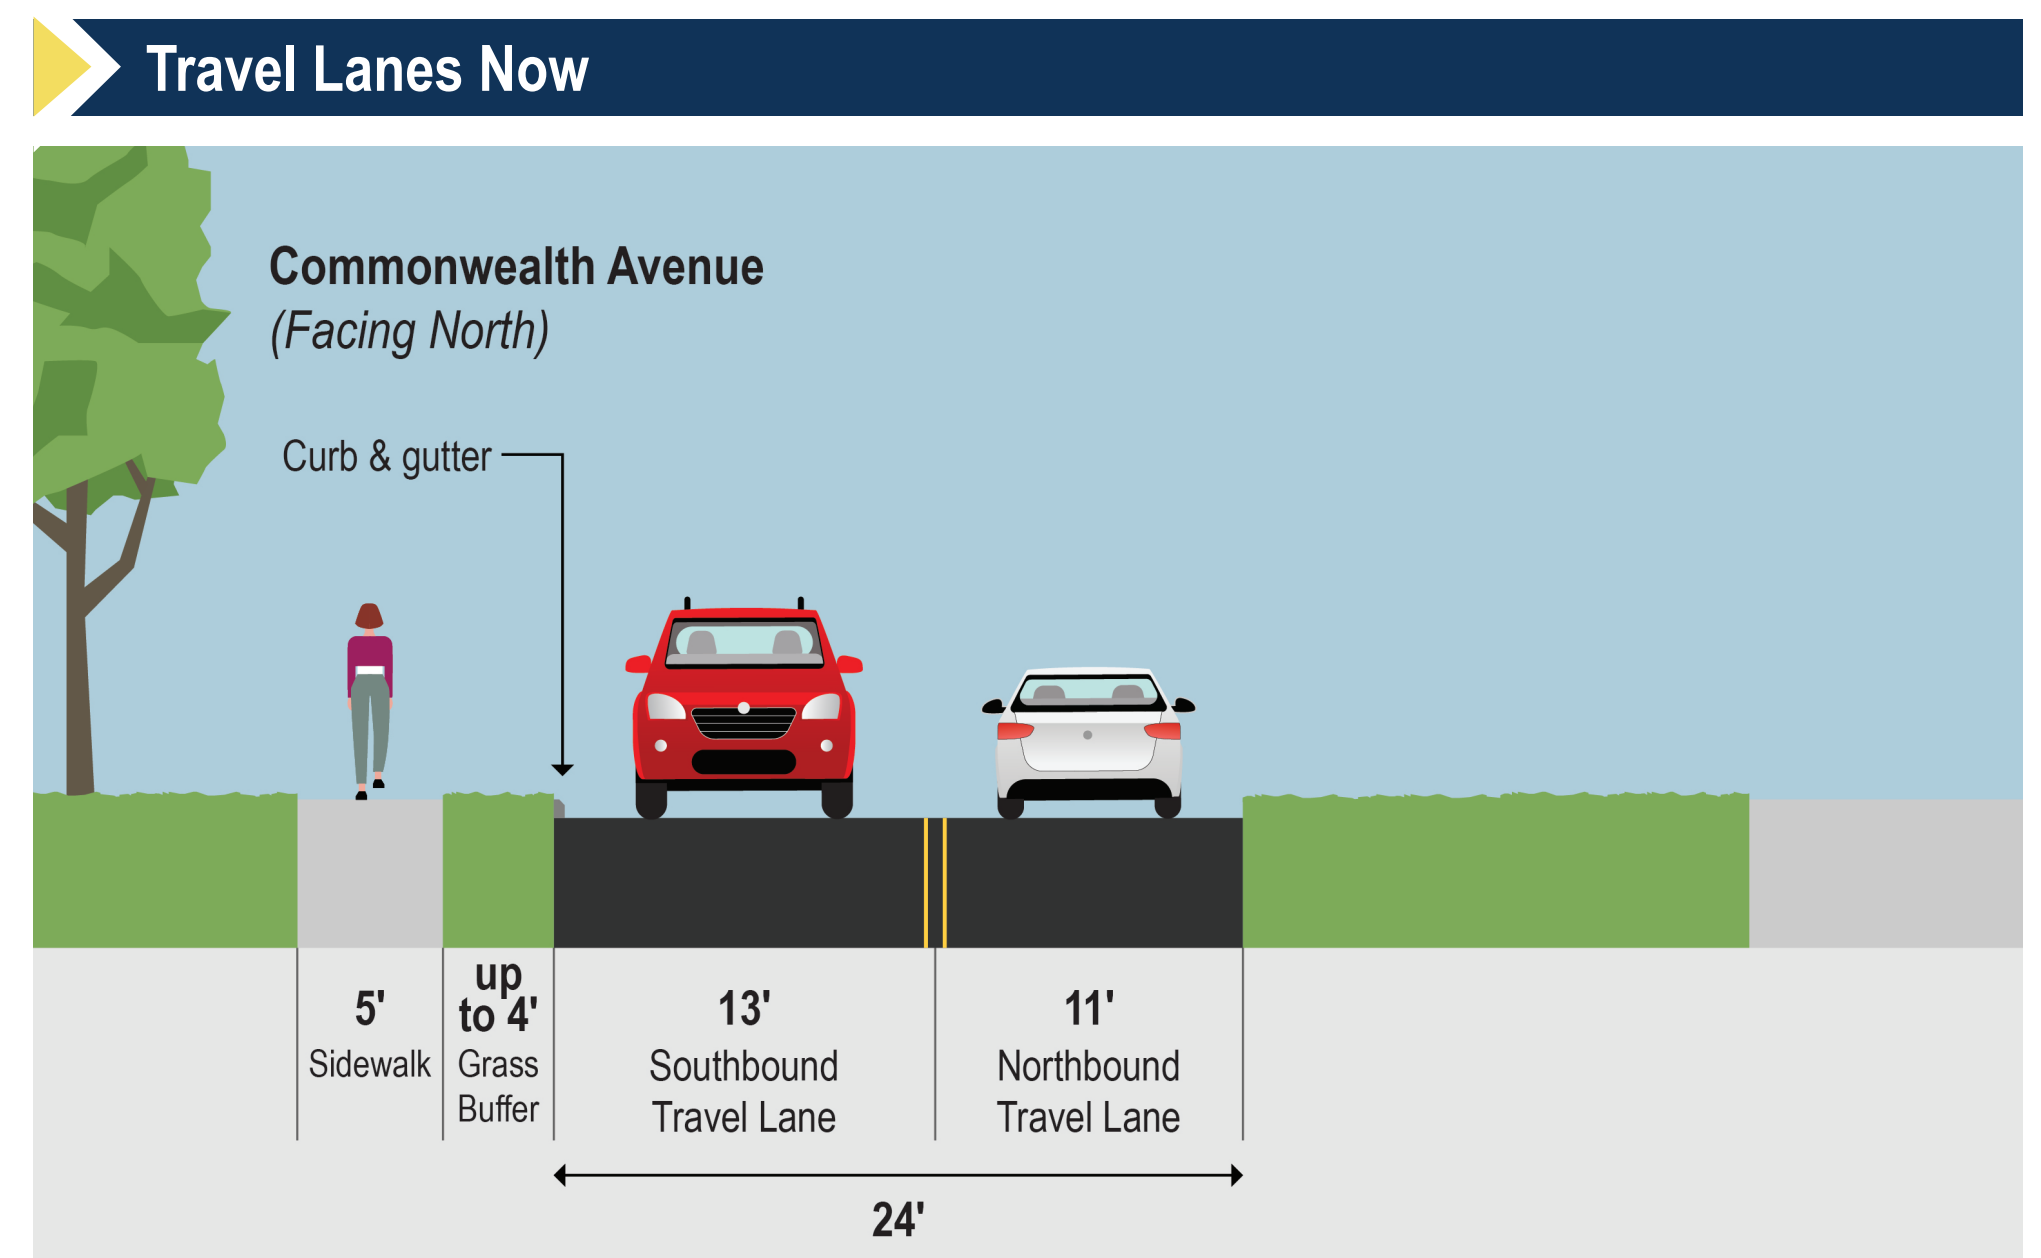 Travel Lanes Now
Commonwealth Avenue
(Facing North)
Curb & gutter
5'
Sidewalk
up
to 4'
Grass
Buffer
13'
Southbound
Travel Lane
11'
Northbound
Travel Lane
24'